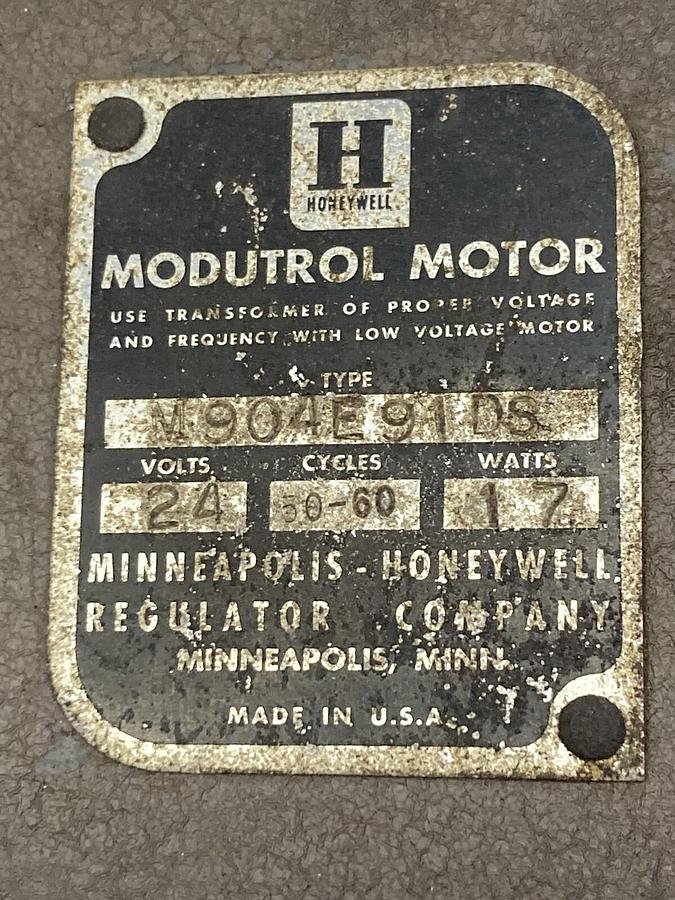 H
HONEYWELL
MODUTROL MOTOR
USE TRANSFORMER OF PROPER VOLTAGE
AND FREQUENCY WITH LOW VOLTAGE MOTOR
TYPE
M904E91DS
VOLTS CYCLES WATTS
24 50-60 17
MINNEAPOLIS-HONEYWELL
REGULATOR COMPANY
MINNEAPOLIS, MINN.
MADE IN U.S.A.